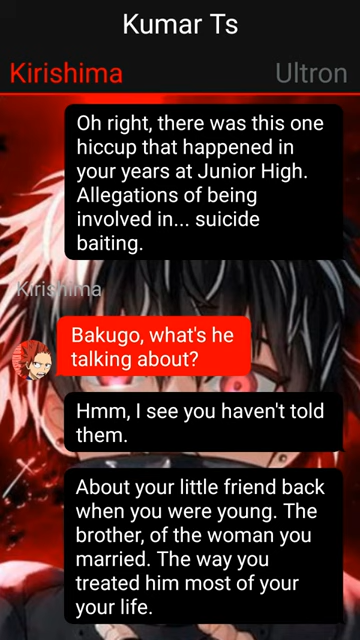 Kumar Ts
Kirishima
Ultron
Oh right, there was this one
hiccup that happened in
your years at Junior High.
Allegations of being
involved in... suicide
baiting.
Kirishima
Bakugo, what's he
talking about?
Hmm, I see you haven't told
them.
About your little friend back
when you were young. The
brother, of the woman you
married. The way you
treated him most of your
your life.